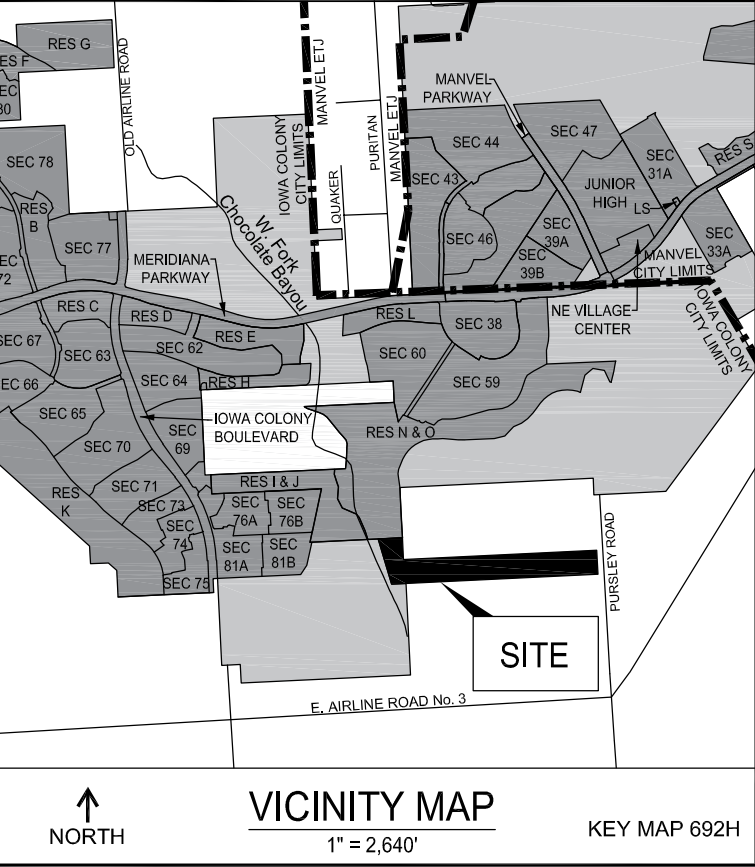 RES G
ES F
EC
80
OLD AIRLINE ROAD
MANVEL ETJ
IOWA COLONY
CITY LIMITS
QUAKER
PURITAN
MANVEL ETJ
MANVEL
PARKWAY
SEC 44
SEC 47
SEC 43
SEC
31A
RES S
JUNIOR
HIGH
LS
SEC 78
RES
B
SEC 77
EC
72
W. Fork
Chocolate Bayou
SEC 46
SEC
39A
SEC
39B
SEC
33A
MANVEL
CITY LIMITS
IOWA COLONY
CITY LIMITS
MERIDIANA
PARKWAY
NE VILLAGE
CENTER
RES C
RES D
RES E
RES L
SEC 38
SEC 67
SEC 63
SEC 62
SEC 60
SEC 59
EC 66
SEC 64
RES H
SEC 65
IOWA COLONY
BOULEVARD
RES N & O
SEC 70
SEC
69
RES
K
SEC 71
SEC 73
SEC
74
SEC 75
RES I & J
SEC
76A
SEC
76B
SEC
81A
SEC
81B
PURSLEY ROAD
SITE
E. AIRLINE ROAD No. 3
NORTH
VICINITY MAP
1" = 2,640'
KEY MAP 692H